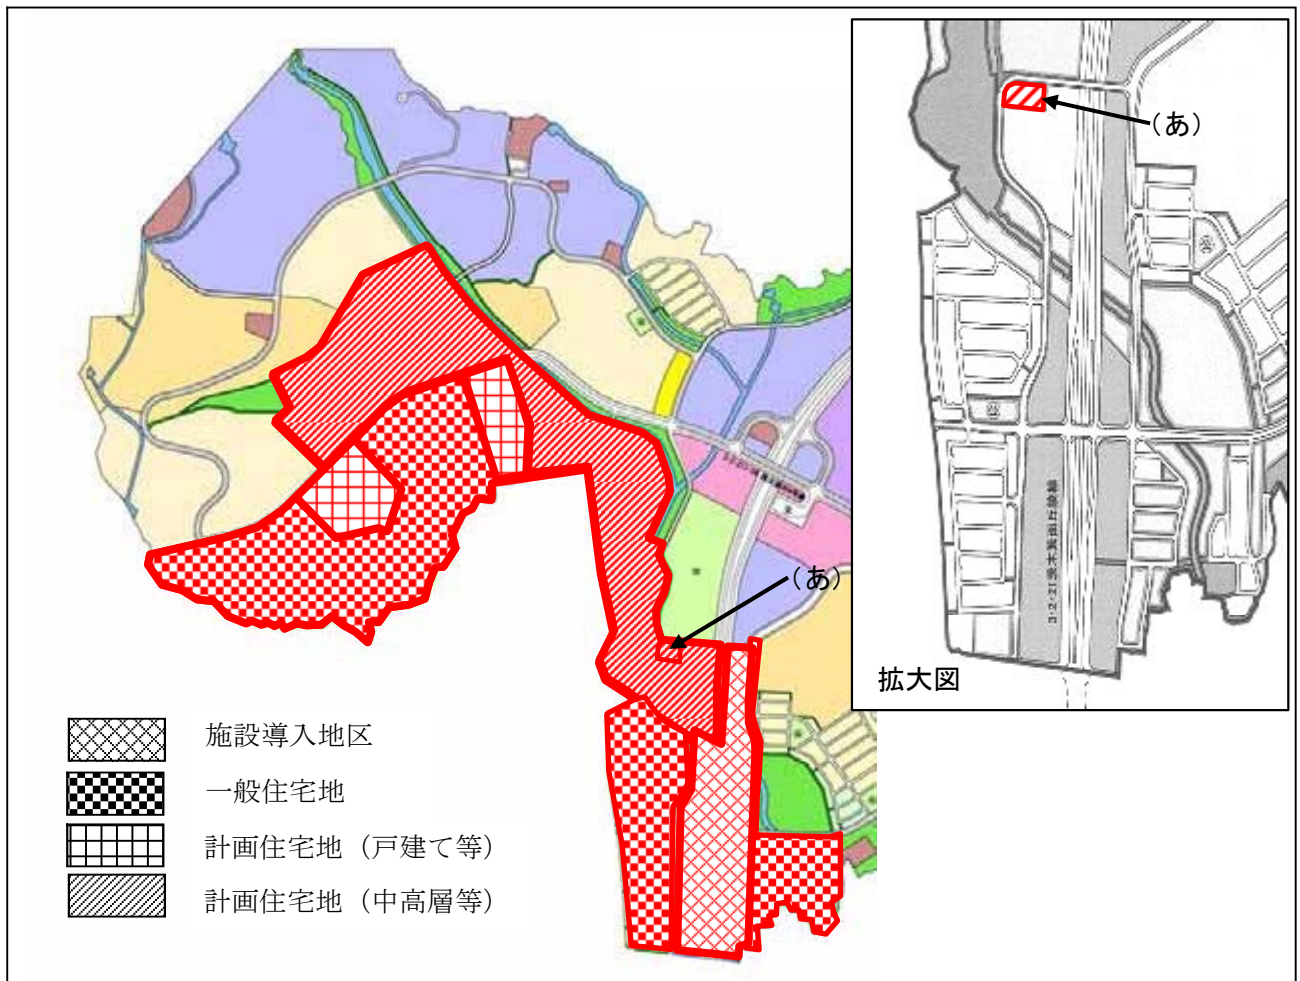 （あ）
拡大図
（あ）
施設導入地区
一般住宅地
計画住宅地（戸建て等）
計画住宅地（中高層等）